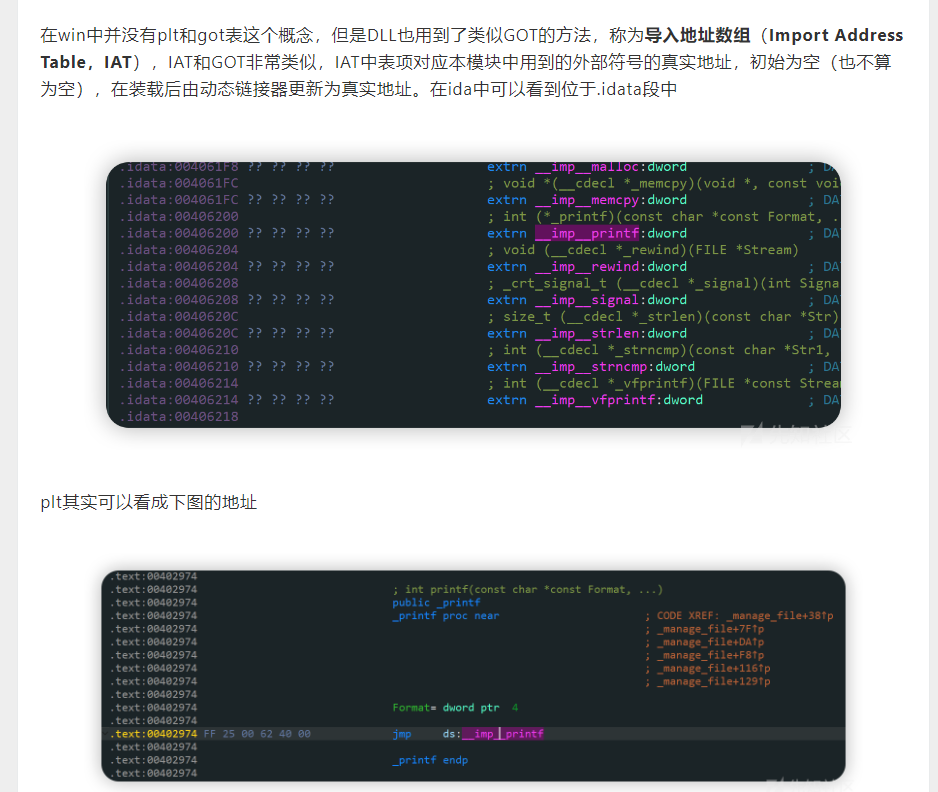 在win中并没有plt和got表这个概念，但是DLL也用到了类似GOT的方法，称为导入地址数组（Import Address
Table，IAT），IAT和GOT非常类似，IAT中表项对应本模块中用到的外部符号的真实地址，初始为空（也不算
为空），在装载后由动态链接器更新为真实地址。在ida中可以看到位于.idata段中
.idata:004061F8 ?? ?? ?? ?? extrn __imp__malloc:dword ; DA
.idata:004061FC ; void *(__cdecl *_memcpy)(void *, const voi
.idata:004061FC ?? ?? ?? ?? extrn __imp__memcpy:dword ; DA
.idata:00406200 ; int (*_printf)(const char *const Format, .
.idata:00406200 ?? ?? ?? ?? extrn __imp__printf:dword ; DA
.idata:00406204 ; void (__cdecl *_rewind)(FILE *Stream)
.idata:00406204 ?? ?? ?? ?? extrn __imp__rewind:dword ; DA
.idata:00406208 ; _crt_signal_t (__cdecl *_signal)(int Signa
.idata:00406208 ?? ?? ?? ?? extrn __imp__signal:dword ; DA
.idata:0040620C ; size_t (__cdecl *_strlen)(const char *Str)
.idata:0040620C ?? ?? ?? ?? extrn __imp__strlen:dword ; DA
.idata:00406210 ; int (__cdecl *_strncmp)(const char *Str1,
.idata:00406210 ?? ?? ?? ?? extrn __imp__strncmp:dword ; DA
.idata:00406214 ; int (__cdecl *_vfprintf)(FILE *const Strea
.idata:00406214 ?? ?? ?? ?? extrn __imp__vfprintf:dword ; DA
.idata:00406218
plt其实可以看成下图的地址
.text:00402974
.text:00402974 ; int printf(const char *const Format, ...)
.text:00402974 public _printf
.text:00402974 _printf proc near ; CODE XREF: _manage_file+38↑p
.text:00402974 ; _manage_file+7F↑p
.text:00402974 ; _manage_file+DA↑p
.text:00402974 ; _manage_file+F8↑p
.text:00402974 ; _manage_file+116↑p
.text:00402974 ; _manage_file+129↑p
.text:00402974
.text:00402974 Format= dword ptr 4
.text:00402974
.text:00402974 FF 25 00 62 40 00 jmp ds:__imp__printf
.text:00402974
.text:00402974 _printf endp
.text:00402974